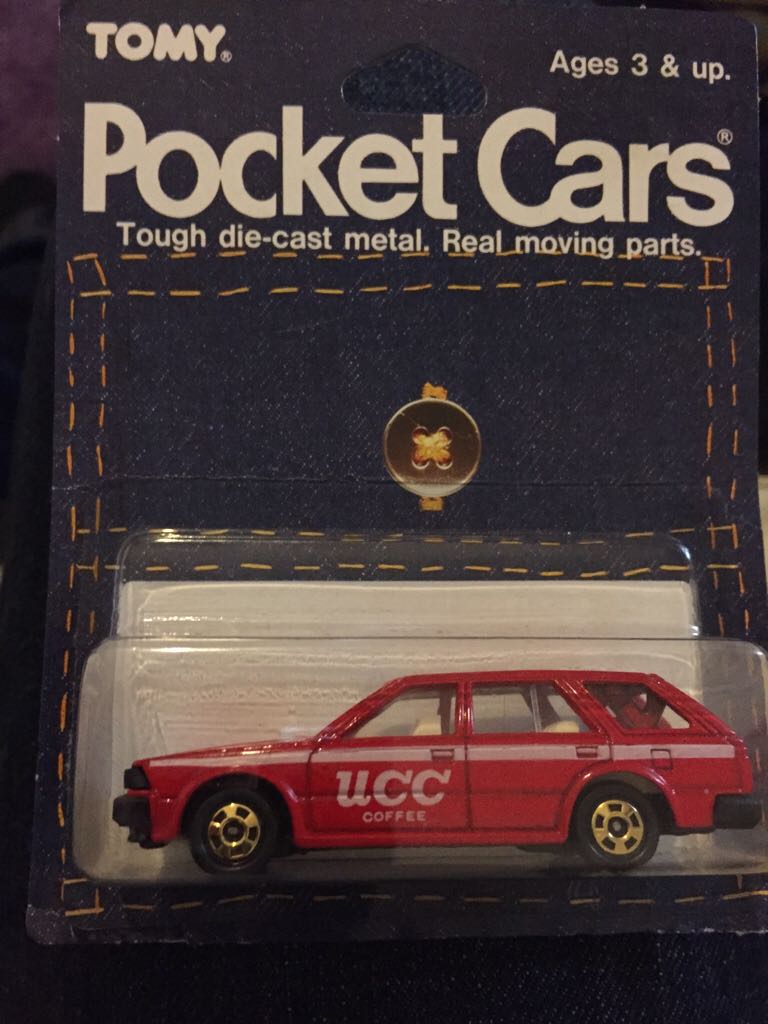 TOMY®
Ages 3 & up.
Pocket Cars®
Tough die-cast metal. Real moving parts.
UCC
COFFEE